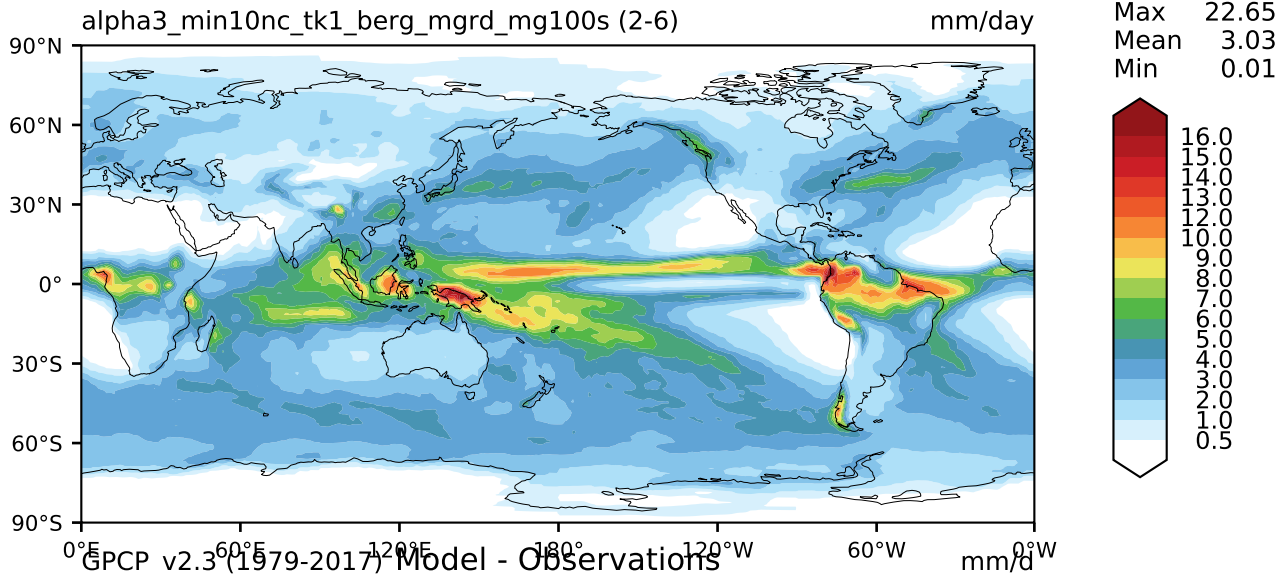 alpha3_min10nc_tk1_berg_mgrd_mg100s (2-6) mm/day
Max 22.65
Mean 3.03
Min 0.01
90°N
60°N
30°N
0°
30°S
60°S
90°S
16.0
15.0
14.0
13.0
12.0
10.0
9.0
8.0
7.0
6.0
5.0
4.0
3.0
2.0
1.0
0.5
0°E 60°E 120°E 180° 120°W 60°W 0°W
GPCP v2.3 (1979-2017) Model - Observations mm/d